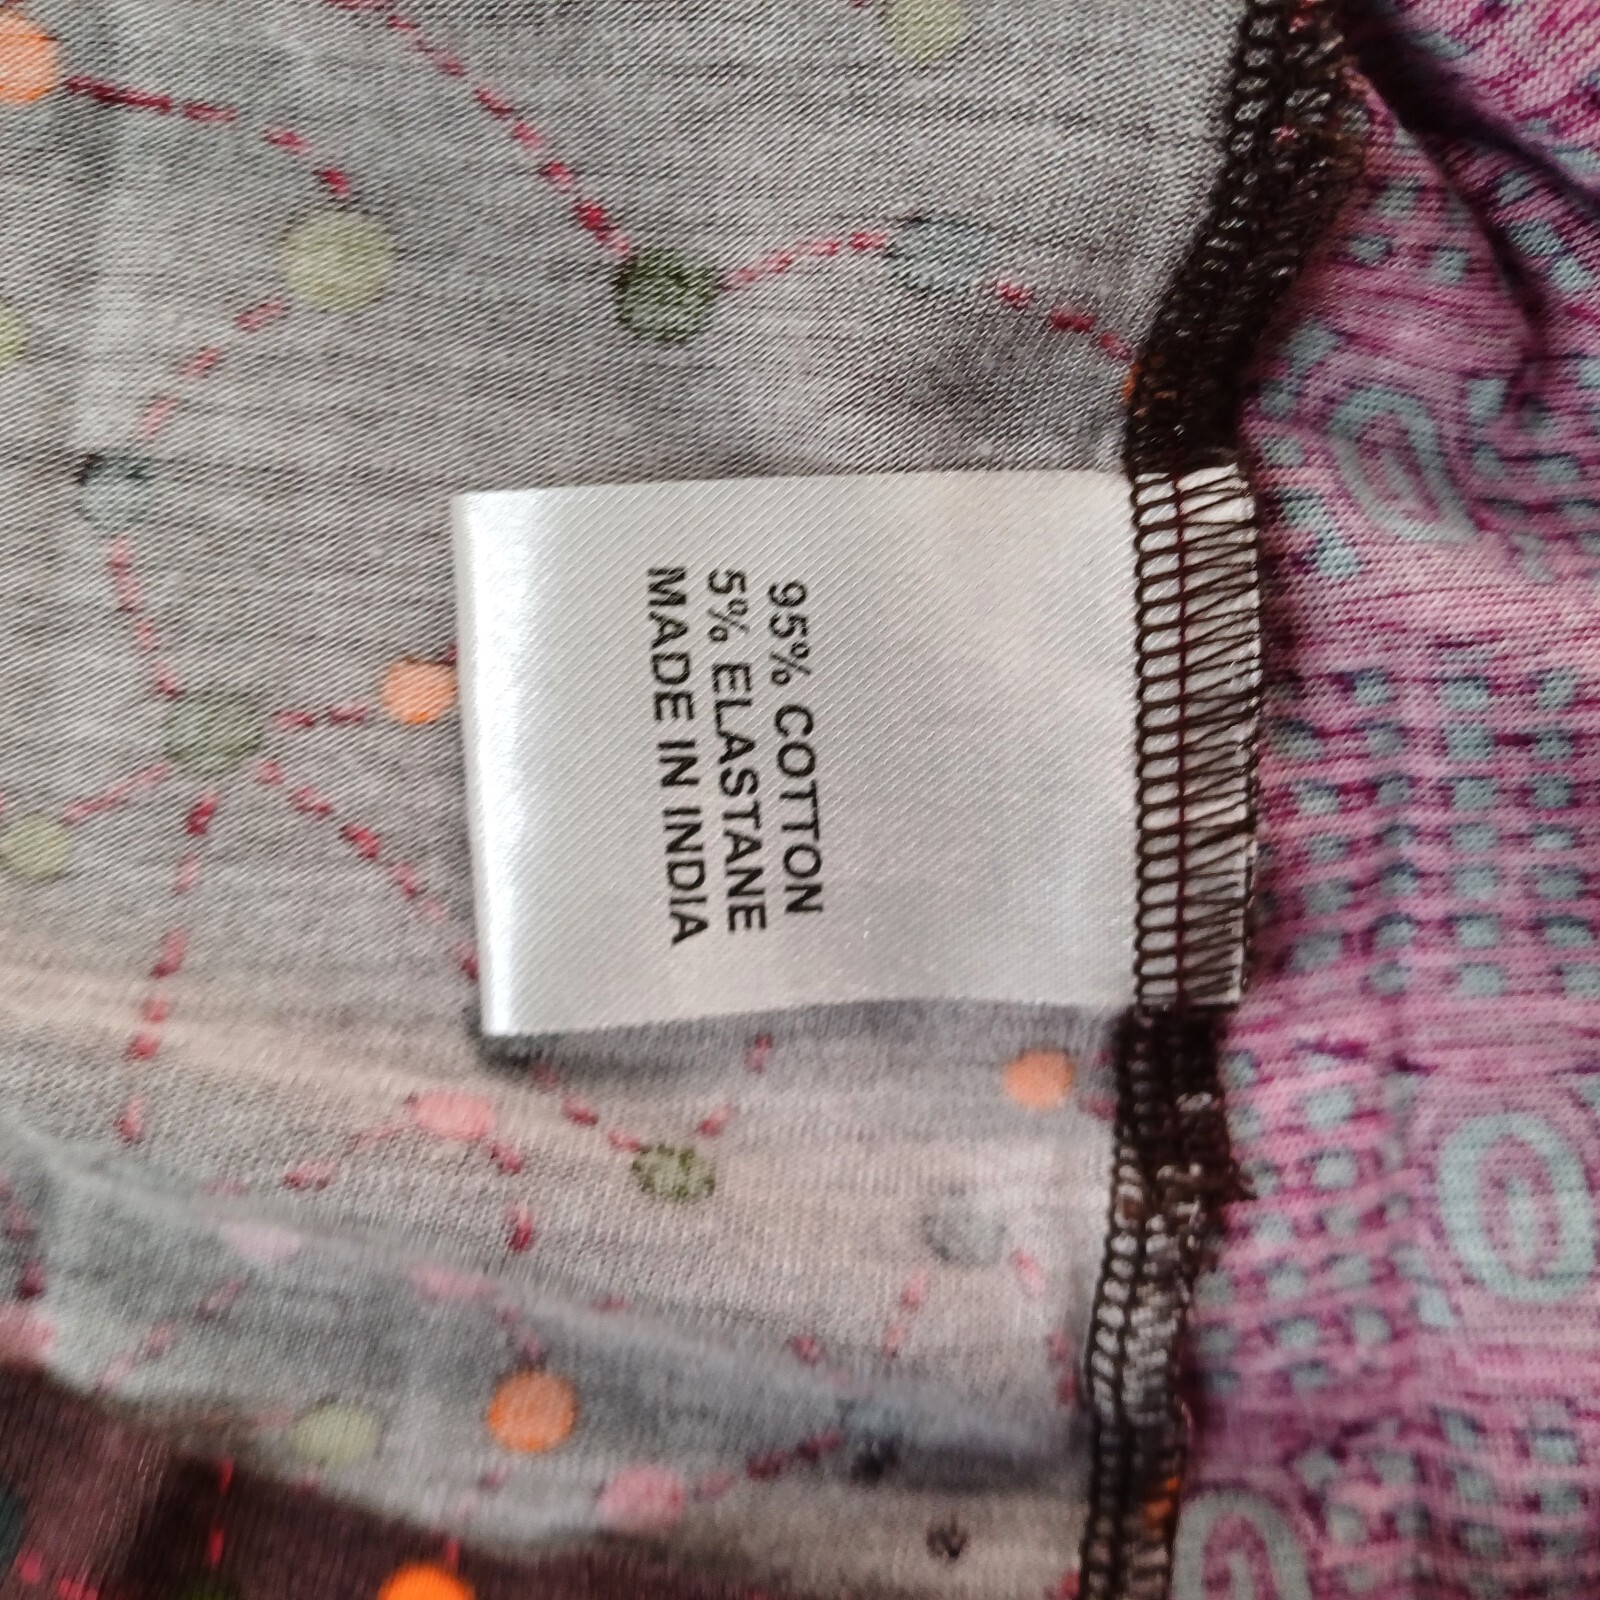 95% COTTON
5% ELASTANE
MADE IN INDIA